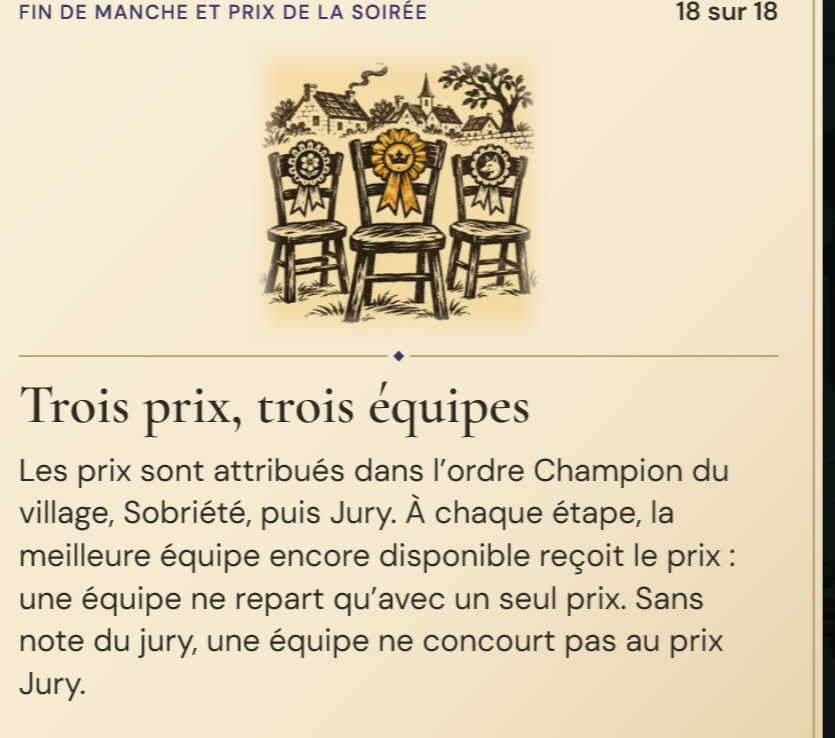 FIN DE MANCHE ET PRIX DE LA SOIRÉE
18 sur 18
Trois prix, trois équipes
Les prix sont attribués dans l’ordre Champion du
village, Sobriété, puis Jury. À chaque étape, la
meilleure équipe encore disponible reçoit le prix :
une équipe ne repart qu’avec un seul prix. Sans
note du jury, une équipe ne concourt pas au prix
Jury.